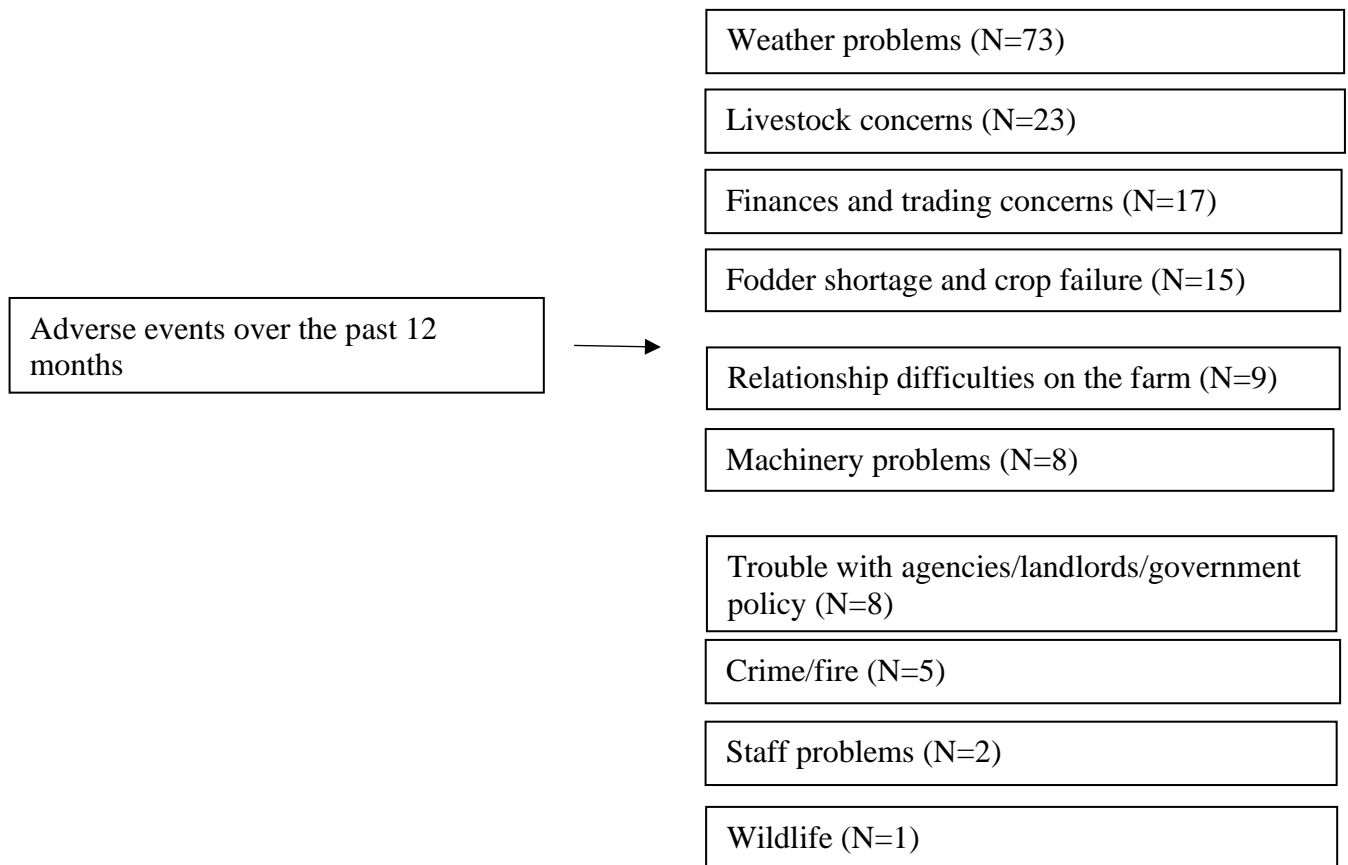 Adverse events over the past 12
months
Weather problems (N=73)
Livestock concerns (N=23)
Finances and trading concerns (N=17)
Fodder shortage and crop failure (N=15)
Relationship difficulties on the farm (N=9)
Machinery problems (N=8)
Trouble with agencies/landlords/government
policy (N=8)
Crime/fire (N=5)
Staff problems (N=2)
Wildlife (N=1)